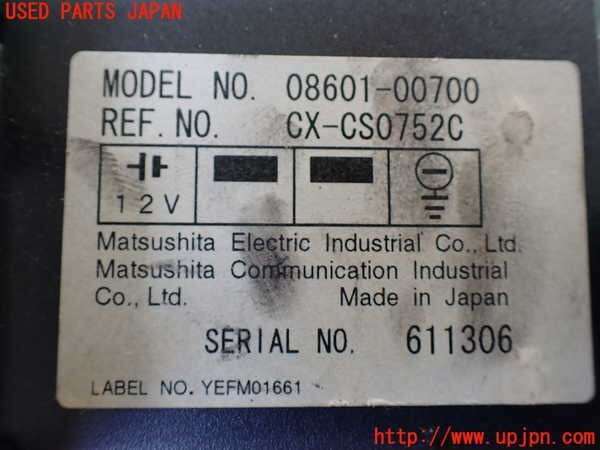 USED PARTS JAPAN
MODEL NO. 08601-00700
REF. NO. CX-CS0752C
12V
Matsushita Electric Industrial Co., Ltd.
Matsushita Communication Industrial
Co., Ltd. Made in Japan
SERIAL NO. 611306
LABEL NO. YEFM01661
http://www.upjpn.com/